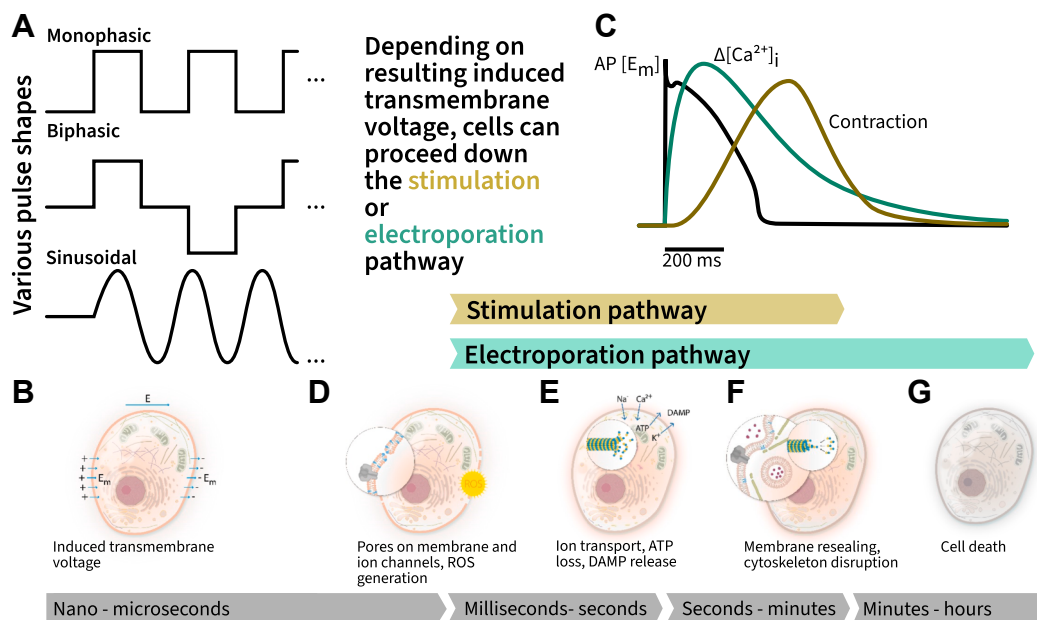 A
Monophasic
...
Biphasic
...
Sinusoidal
...
Various pulse shapes
Depending on
resulting induced
transmembrane
voltage, cells can
proceed down
the stimulation
or
electroporation
pathway
C
AP [Em]
Δ[Ca²⁺]i
Contraction
200 ms
Stimulation pathway
Electroporation pathway
B
E
+ Em - Em
+ -
+ -
+ -
Induced transmembrane
voltage
D
ROS
Pores on membrane and
ion channels, ROS
generation
E
Na⁺ Ca²⁺
DAMP
ATP
K⁺
Ion transport, ATP
loss, DAMP release
F
Membrane resealing,
cytoskeleton disruption
G
Cell death
Nano - microseconds
Milliseconds- seconds
Seconds - minutes
Minutes - hours